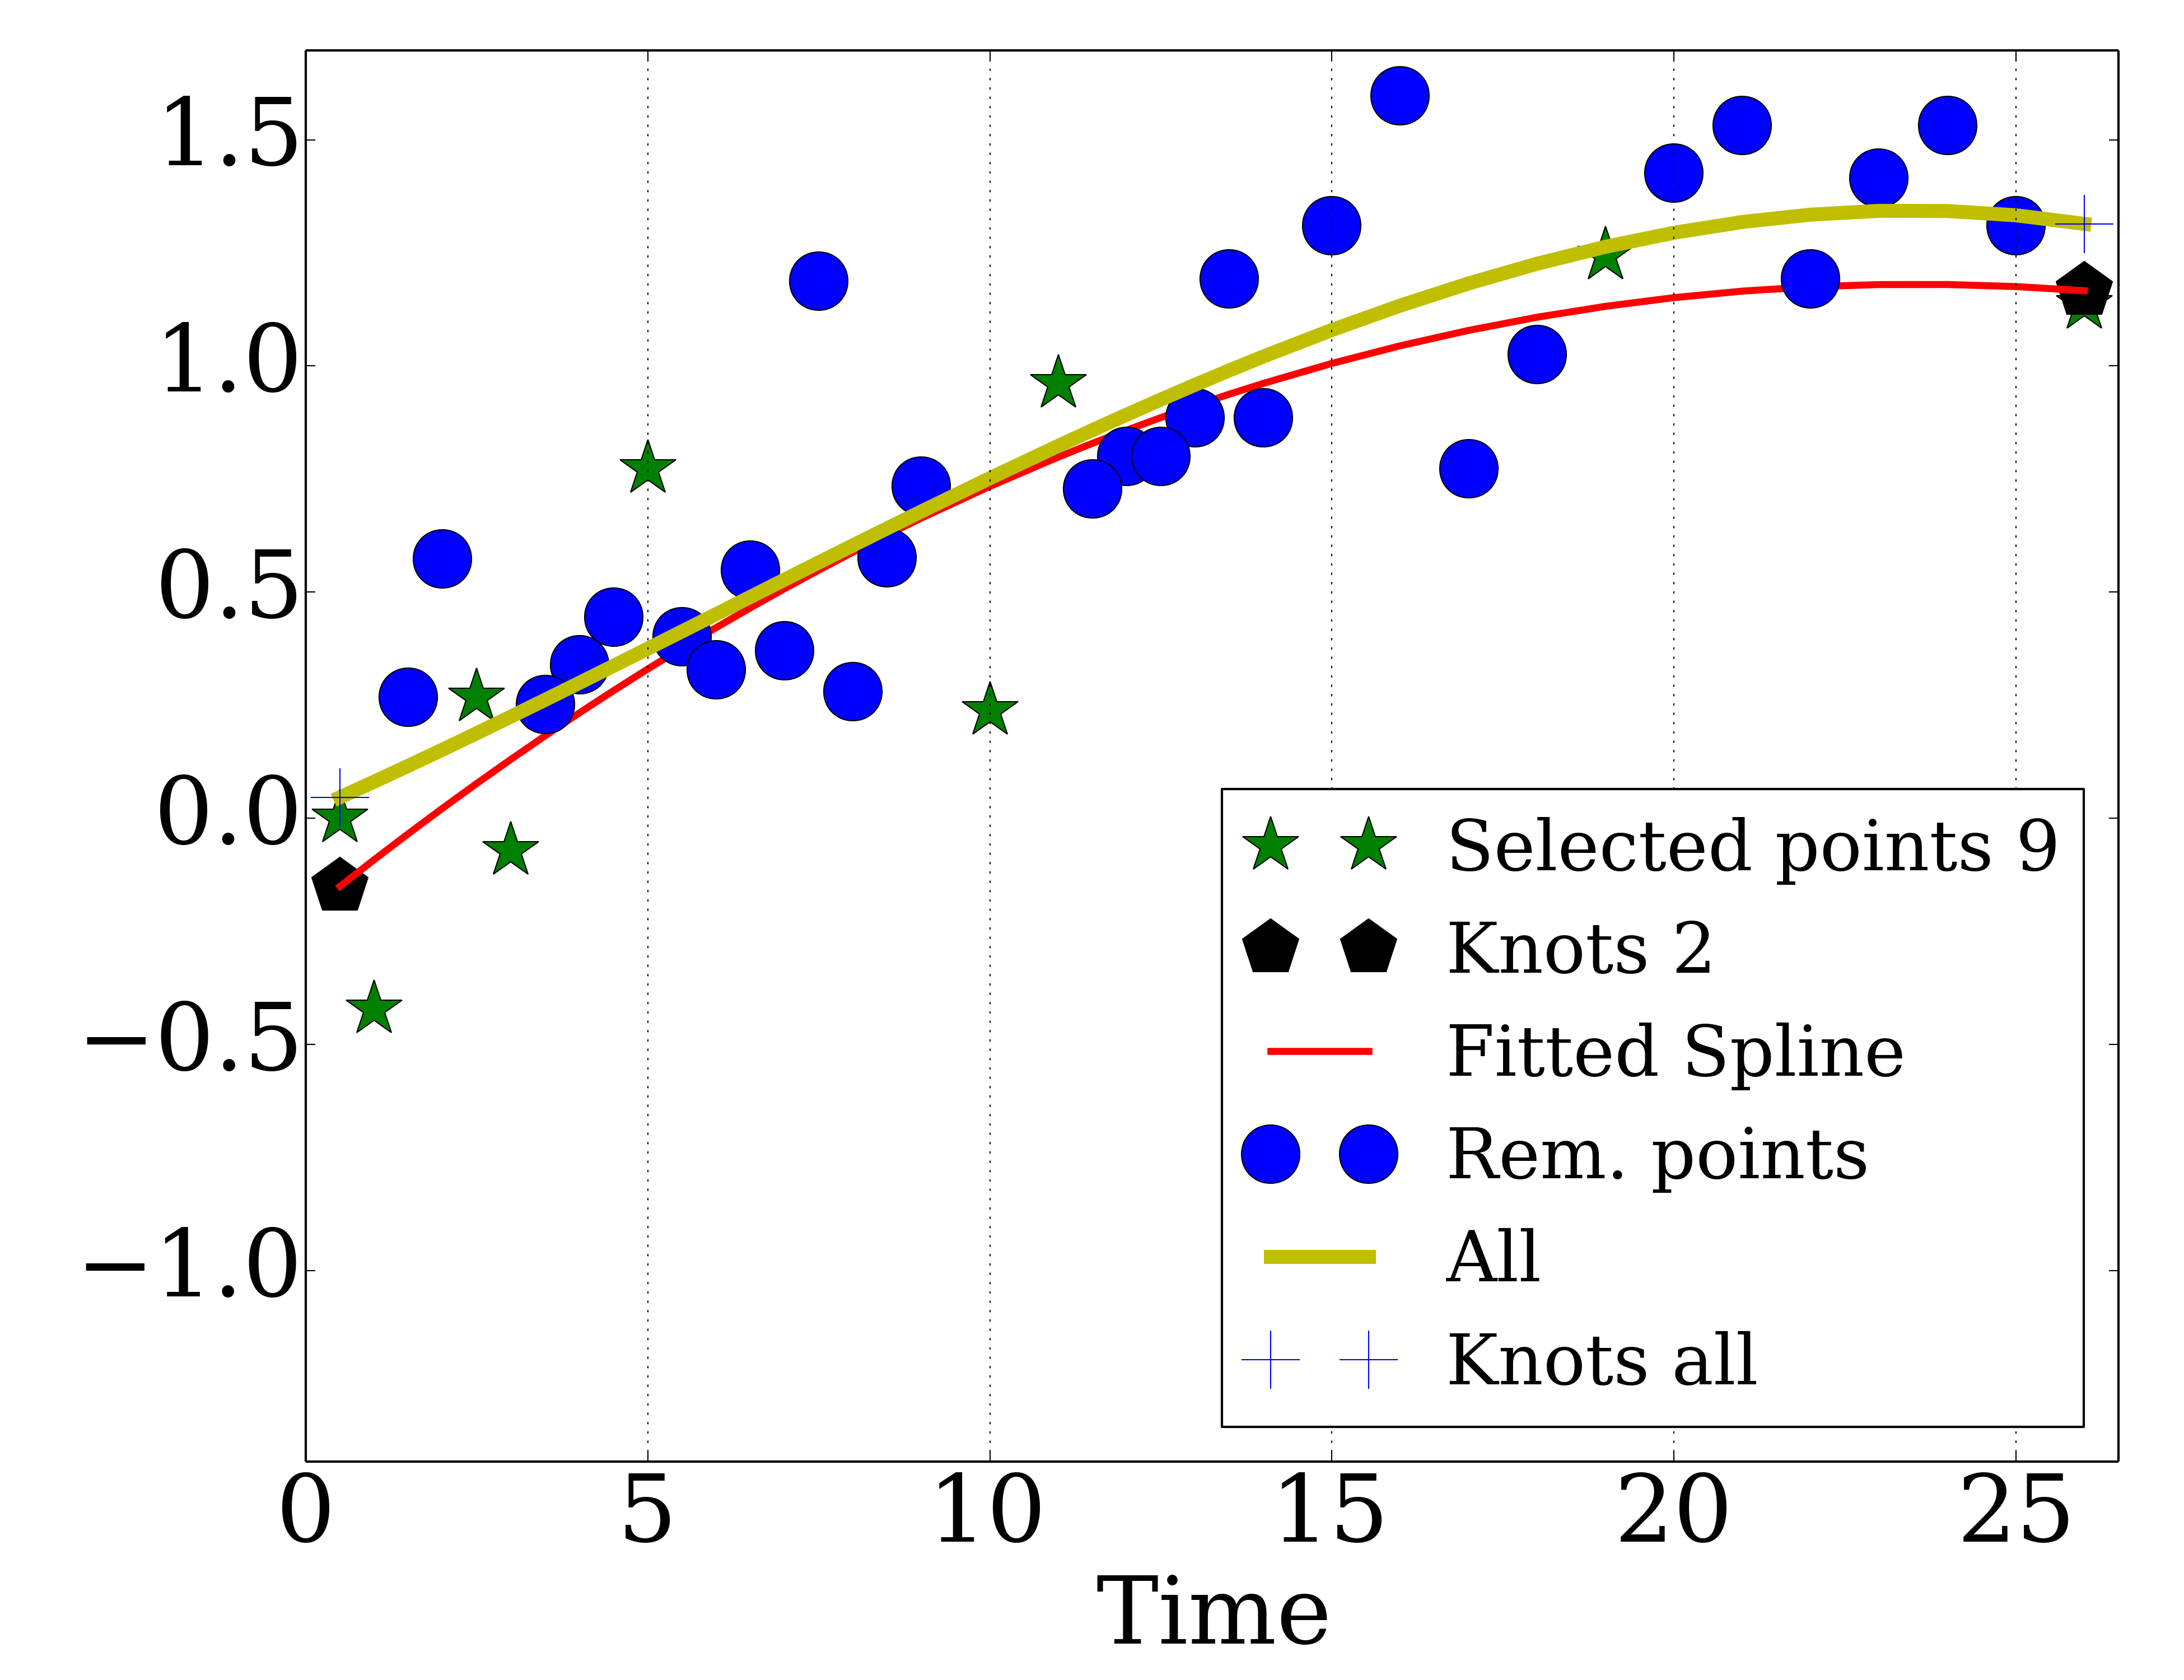 1.5
1.0
0.5
0.0
−0.5
−1.0
Selected points 9
Knots 2
Fitted Spline
Rem. points
All
Knots all
0 5 10 15 20 25
Time